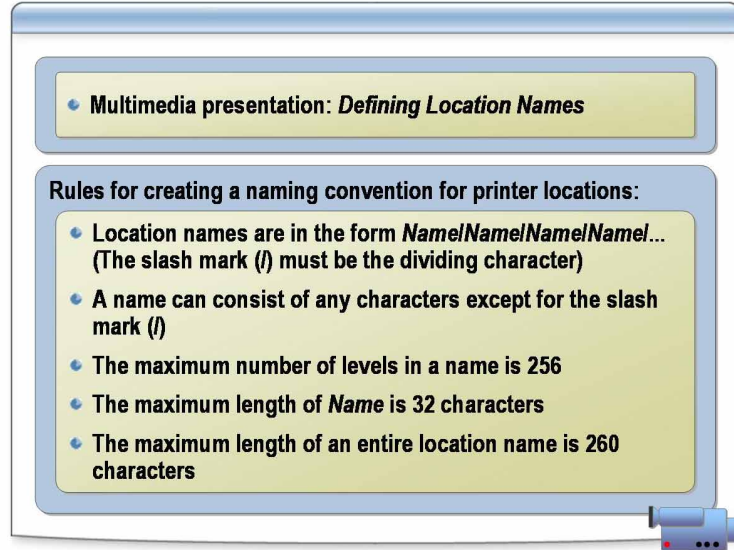 Multimedia presentation: Defining Location Names
Rules for creating a naming convention for printer locations:
Location names are in the form Name/Name/Name/Name/...
(The slash mark (/) must be the dividing character)
A name can consist of any characters except for the slash
mark (/)
The maximum number of levels in a name is 256
The maximum length of Name is 32 characters
The maximum length of an entire location name is 260
characters